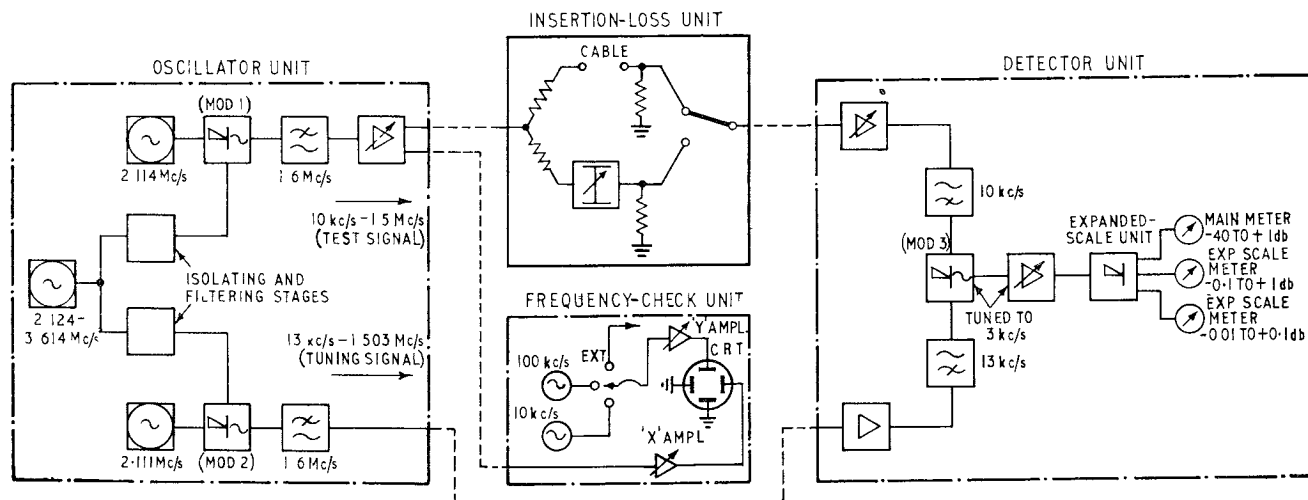 INSERTION-LOSS UNIT
CABLE
OSCILLATOR UNIT
(MOD 1)
2 114 Mc/s
1 6 Mc/s
10 kc/s-1 5 Mc/s
(TEST SIGNAL)
ISOLATING AND
FILTERING STAGES
2 124-
3 614 Mc/s
13 kc/s-1 503 Mc/s
(TUNING SIGNAL)
2·111 Mc/s
(MOD 2)
1 6 Mc/s
FREQUENCY-CHECK UNIT
'Y' AMPL
C R T
EXT
100 kc/s
10 kc/s
'X' AMPL
DETECTOR UNIT
10 kc/s
(MOD 3)
TUNED TO
3 kc/s
13 kc/s
EXPANDED-
SCALE UNIT
MAIN METER
-40 TO + 1db
EXP SCALE
METER
-0·1 TO + 1db
EXP SCALE
METER
-0 01 TO +0·1db